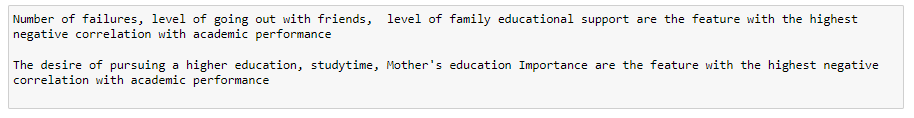 Number of failures, level of going out with friends,  level of family educational support are the feature with the highest
negative correlation with academic performance
The desire of pursuing a higher education, studytime, Mother's education Importance are the feature with the highest negative
correlation with academic performance